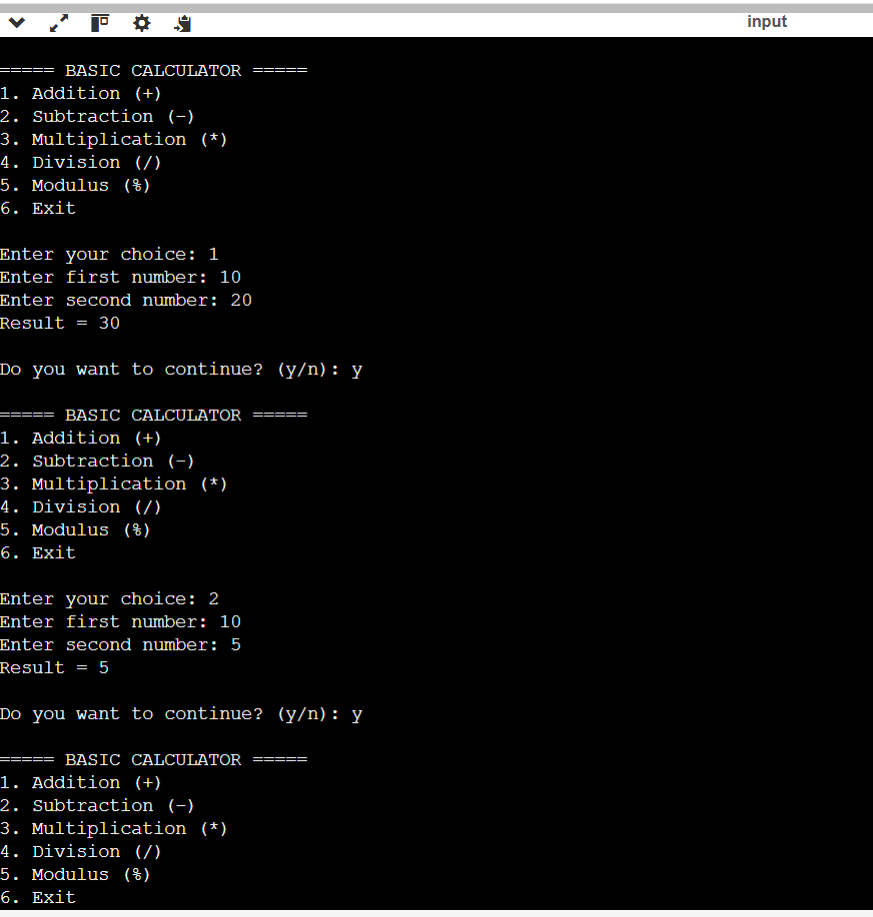 input
===== BASIC CALCULATOR =====
1. Addition (+)
2. Subtraction (-)
3. Multiplication (*)
4. Division (/)
5. Modulus (%)
6. Exit
Enter your choice: 1
Enter first number: 10
Enter second number: 20
Result = 30
Do you want to continue? (y/n): y
===== BASIC CALCULATOR =====
1. Addition (+)
2. Subtraction (-)
3. Multiplication (*)
4. Division (/)
5. Modulus (%)
6. Exit
Enter your choice: 2
Enter first number: 10
Enter second number: 5
Result = 5
Do you want to continue? (y/n): y
===== BASIC CALCULATOR =====
1. Addition (+)
2. Subtraction (-)
3. Multiplication (*)
4. Division (/)
5. Modulus (%)
6. Exit